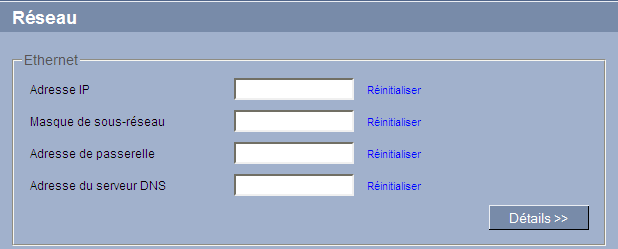 Réseau
Ethernet
Adresse IP Réinitialiser
Masque de sous-réseau Réinitialiser
Adresse de passerelle Réinitialiser
Adresse du serveur DNS Réinitialiser
Détails >>